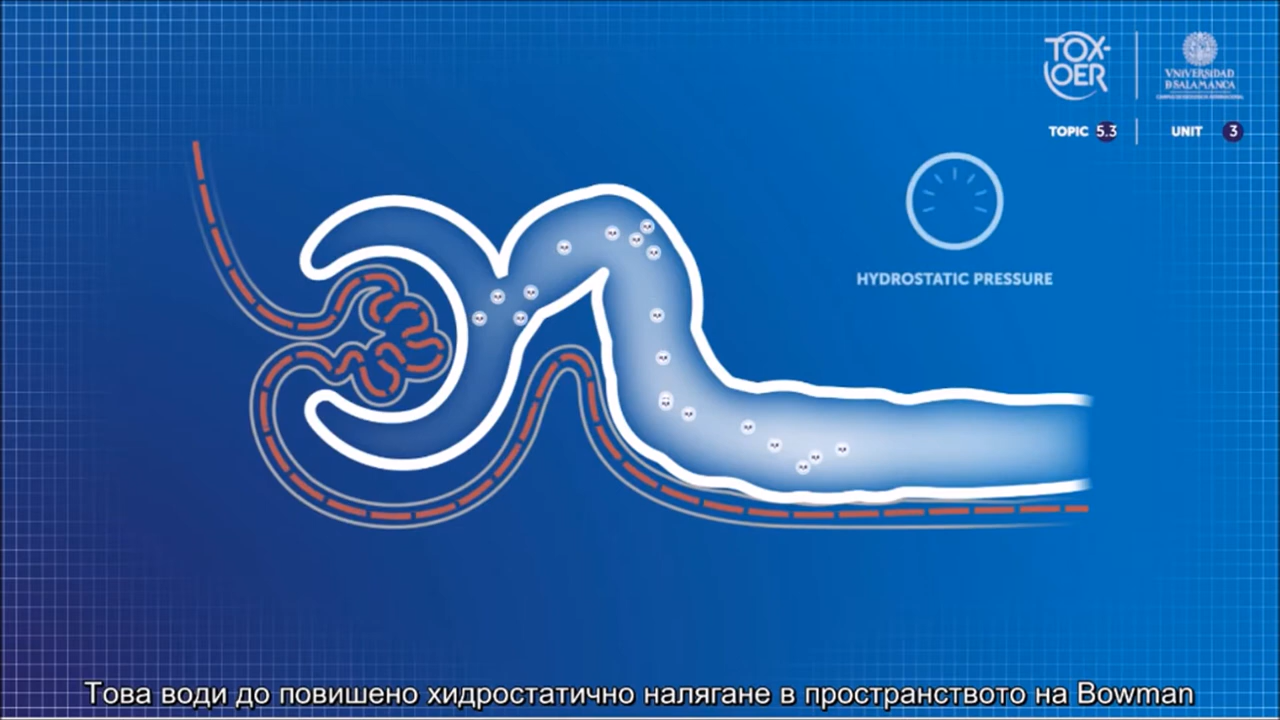 TOX-
OER
VNIVERSIDAD
D SALAMANCA
TOPIC 5.3
UNIT 3
HYDROSTATIC PRESSURE
Това води до повишено хидростатично налягане в пространството на Bowman